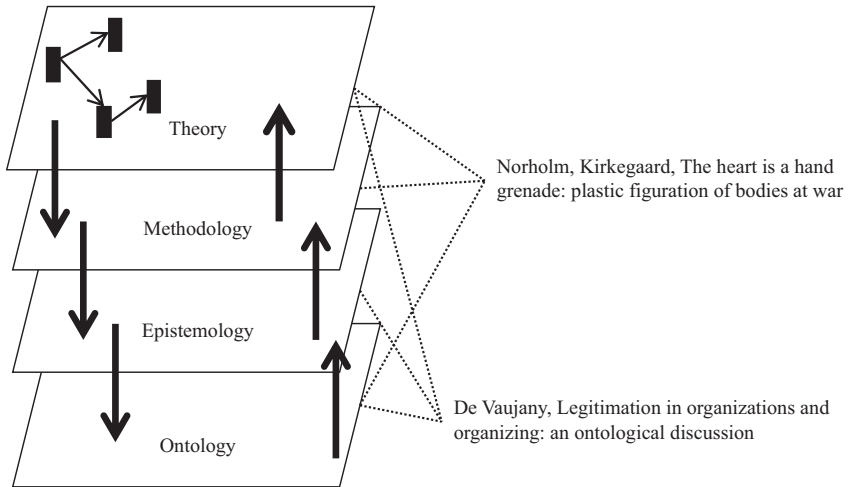 Theory
Norholm, Kirkegaard, The heart is a hand
grenade: plastic figuration of bodies at war
Methodology
Epistemology
De Vaujany, Legitimation in organizations and
organizing: an ontological discussion
Ontology